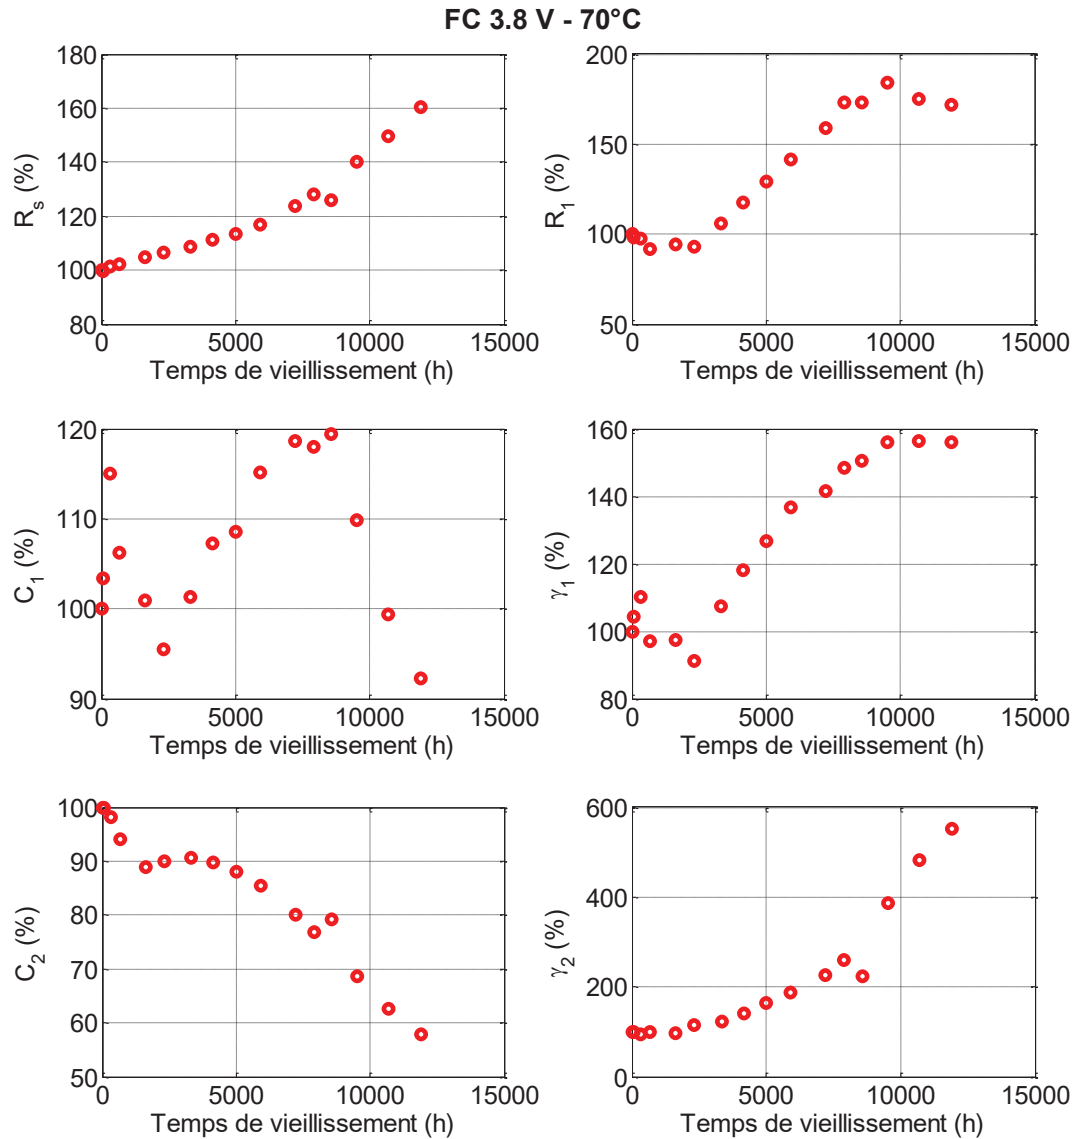 FC 3.8 V - 70°C
180
160
140
120
100
80
R_s (%)
0 5000 10000 15000
Temps de vieillissement (h)
200
150
100
50
R_1 (%)
0 5000 10000 15000
Temps de vieillissement (h)
120
110
100
90
C_1 (%)
0 5000 10000 15000
Temps de vieillissement (h)
160
140
120
100
80
γ_1 (%)
0 5000 10000 15000
Temps de vieillissement (h)
100
90
80
70
60
50
C_2 (%)
0 5000 10000 15000
Temps de vieillissement (h)
600
400
200
0
γ_2 (%)
0 5000 10000 15000
Temps de vieillissement (h)